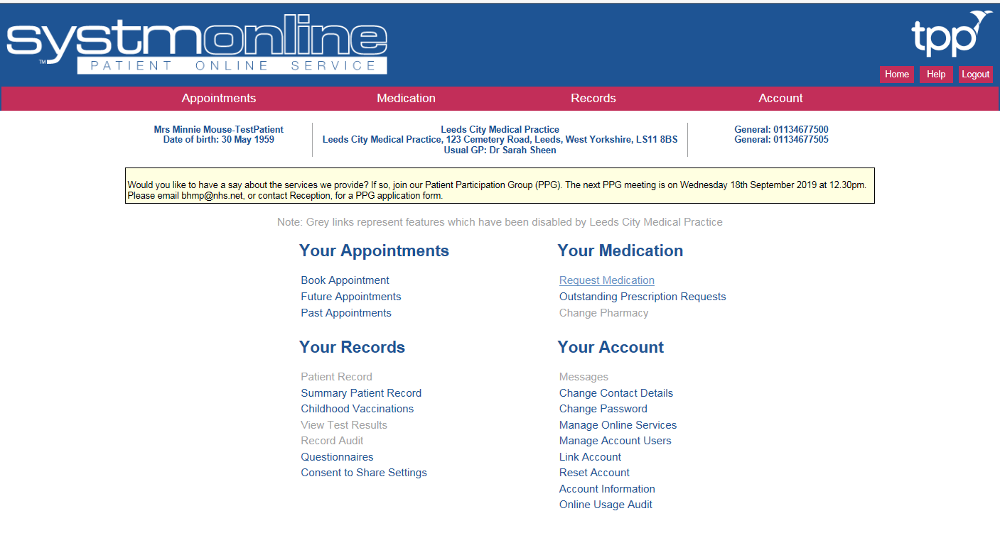 systmonline
TM PATIENT ONLINE SERVICE
tpp
Home Help Logout
Appointments Medication Records Account
Mrs Minnie Mouse-TestPatient
Date of birth: 30 May 1959
Leeds City Medical Practice
Leeds City Medical Practice, 123 Cemetery Road, Leeds, West Yorkshire, LS11 8BS
Usual GP: Dr Sarah Sheen
General: 01134677500
General: 01134677505
Would you like to have a say about the services we provide? If so, join our Patient Participation Group (PPG). The next PPG meeting is on Wednesday 18th September 2019 at 12.30pm.
Please email bhmp@nhs.net, or contact Reception, for a PPG application form.
Note: Grey links represent features which have been disabled by Leeds City Medical Practice
Your Appointments
Book Appointment
Future Appointments
Past Appointments
Your Medication
Request Medication
Outstanding Prescription Requests
Change Pharmacy
Your Records
Patient Record
Summary Patient Record
Childhood Vaccinations
View Test Results
Record Audit
Questionnaires
Consent to Share Settings
Your Account
Messages
Change Contact Details
Change Password
Manage Online Services
Manage Account Users
Link Account
Reset Account
Account Information
Online Usage Audit